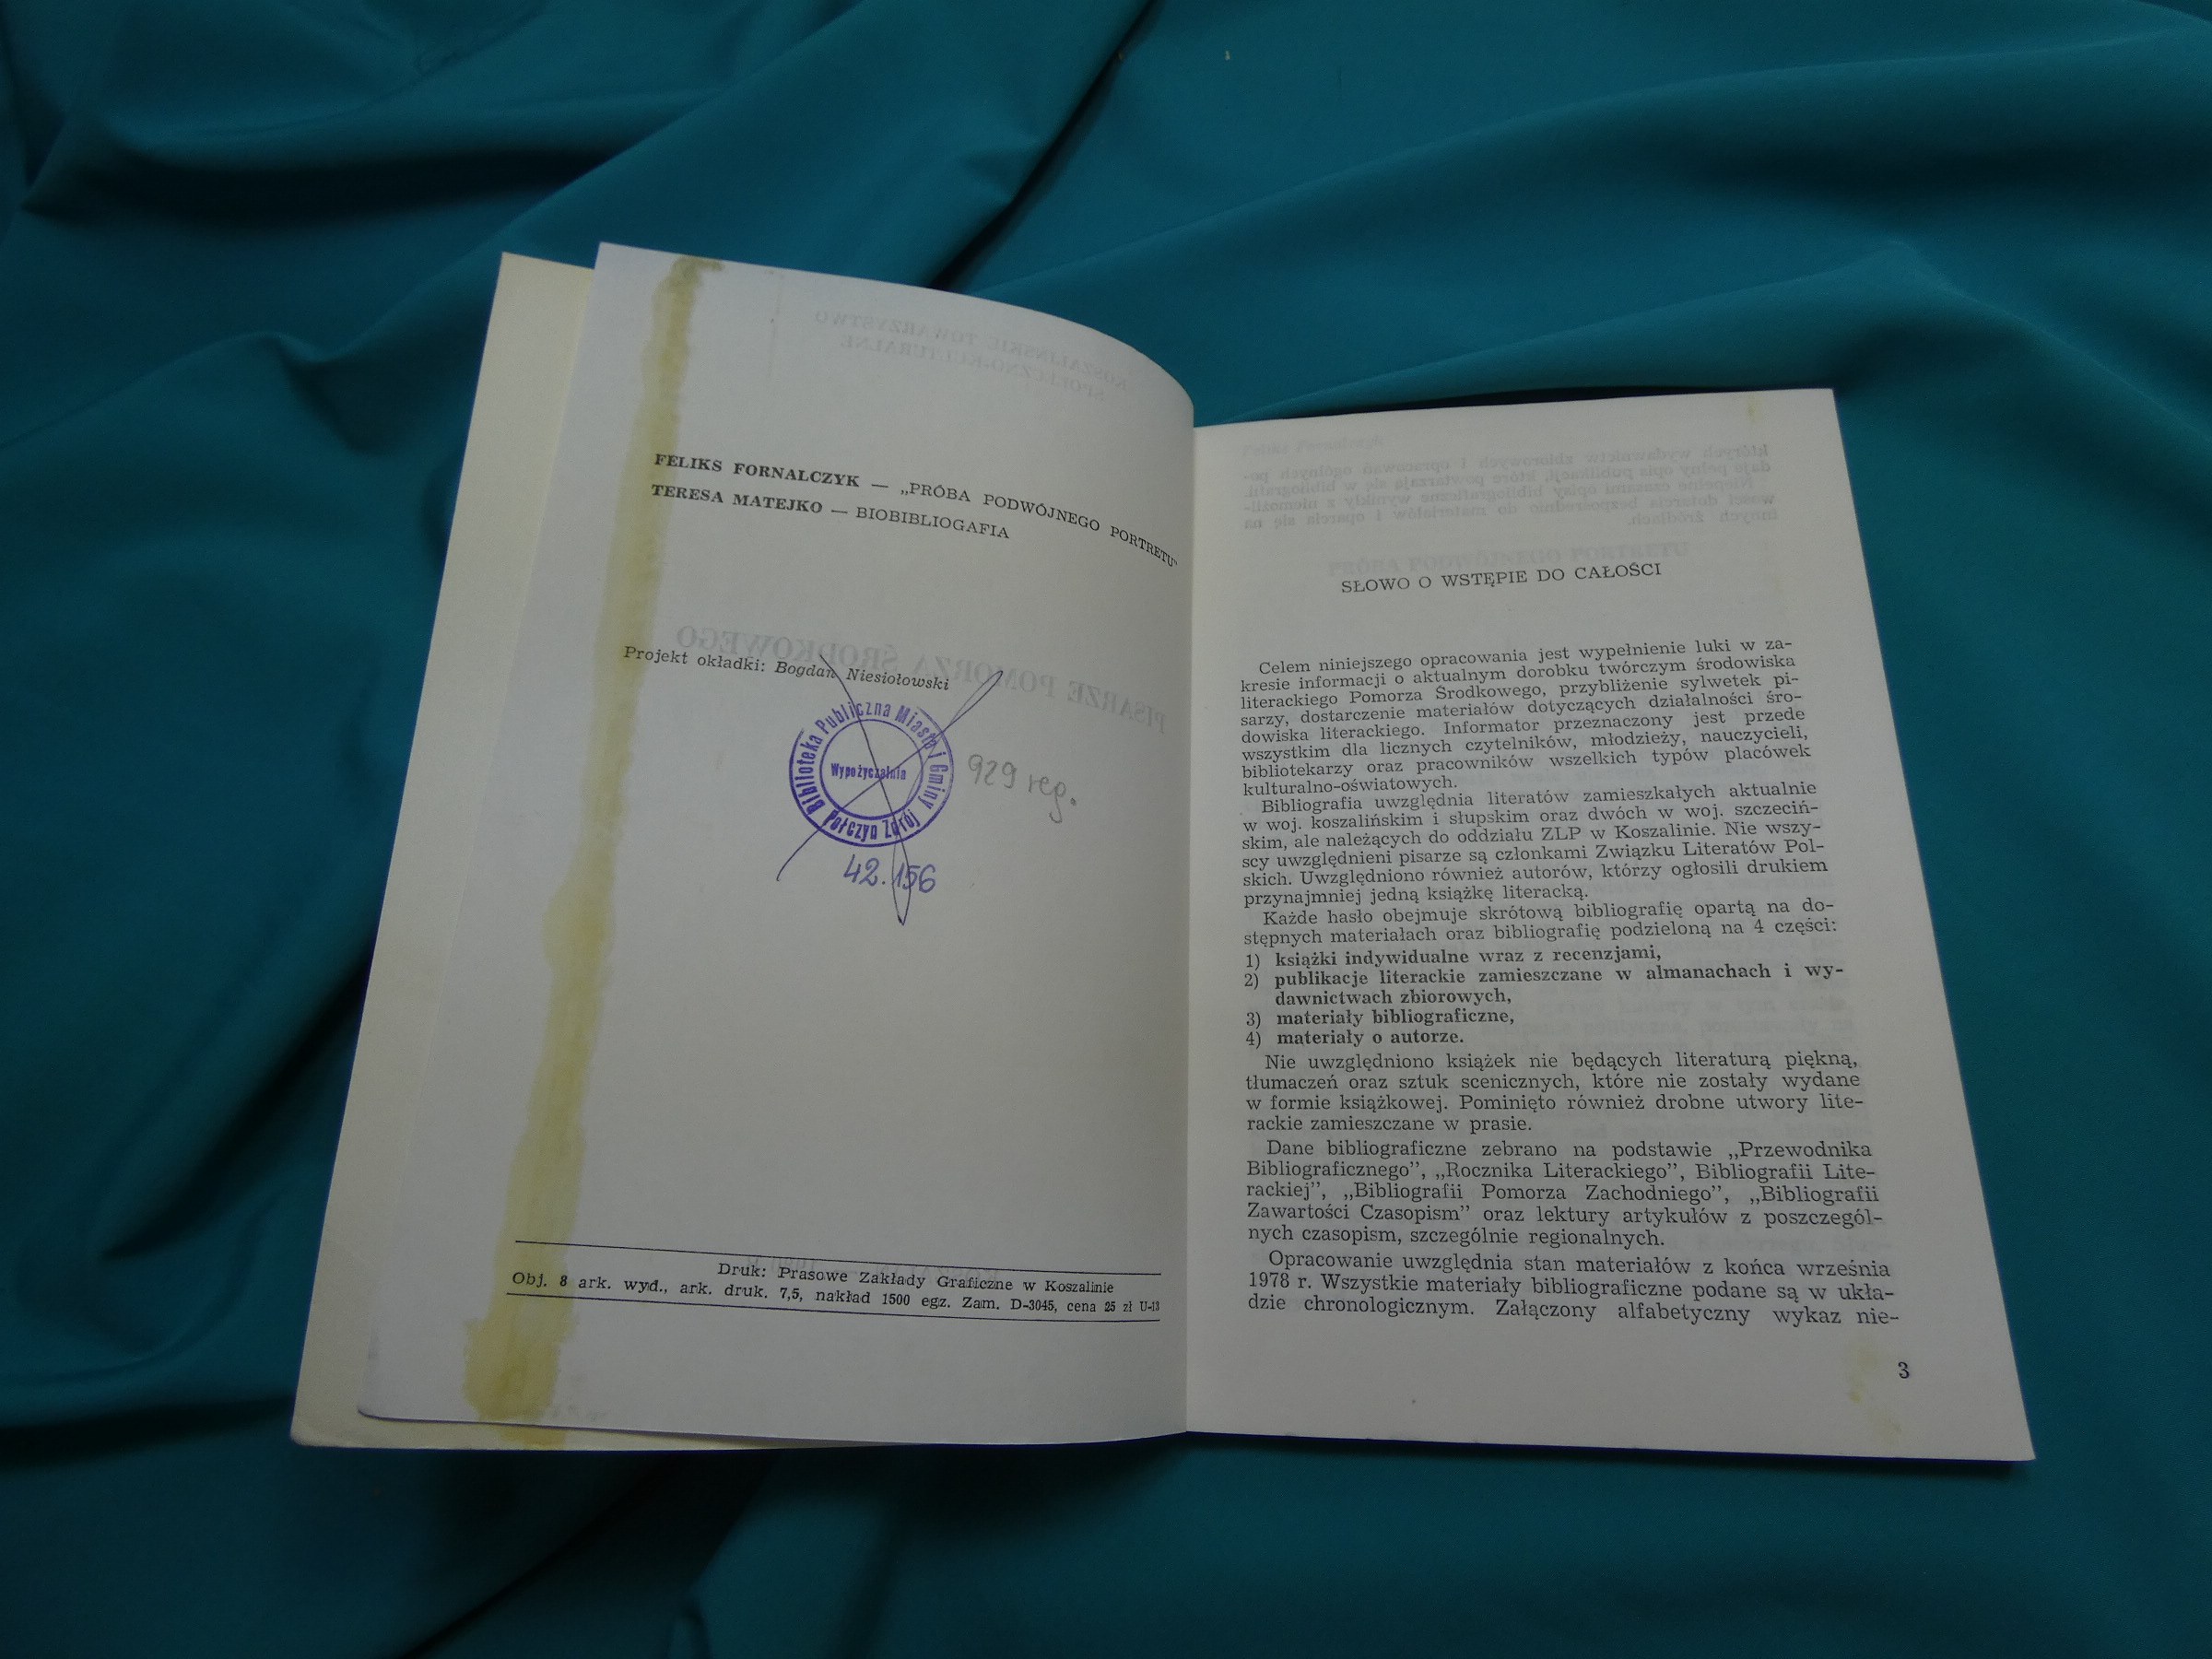 FELIKS FORNALCZYK — „PRÓBA PODWÓJNEGO PORTRETU”
TERESA MATEJKO — BIOBIBLIOGAFIA
Projekt okładki: Bogdan Niesiołowski
Biblioteka Publiczna Miasta i Gminy
Wypożyczalnia
Połczyn Zdrój
929 reg.
42.156
Druk: Prasowe Zakłady Graficzne w Koszalinie
Obj. 8 ark. wyd., ark. druk. 7,5, nakład 1500 egz. Zam. D-3045, cena 25 zł U-13
SŁOWO O WSTĘPIE DO CAŁOŚCI
Celem niniejszego opracowania jest wypełnienie luki w za-
kresie informacji o aktualnym dorobku twórczym środowiska
literackiego Pomorza Środkowego, przybliżenie sylwetek pi-
sarzy, dostarczenie materiałów dotyczących działalności śro-
dowiska literackiego. Informator przeznaczony jest przede
wszystkim dla licznych czytelników, młodzieży, nauczycieli,
bibliotekarzy oraz pracowników wszelkich typów placówek
kulturalno-oświatowych.
Bibliografia uwzględnia literatów zamieszkałych aktualnie
w woj. koszalińskim i słupskim oraz dwóch w woj. szczeciń-
skim, ale należących do oddziału ZLP w Koszalinie. Nie wszy-
scy uwzględnieni pisarze są członkami Związku Literatów Pol-
skich. Uwzględniono również autorów, którzy ogłosili drukiem
przynajmniej jedną książkę literacką.
Każde hasło obejmuje skrótową bibliografię opartą na do-
stępnych materiałach oraz bibliografię podzieloną na 4 części:
1) książki indywidualne wraz z recenzjami,
2) publikacje literackie zamieszczane w almanachach i wy-
dawnictwach zbiorowych,
3) materiały bibliograficzne,
4) materiały o autorze.
Nie uwzględniono książek nie będących literaturą piękną,
tłumaczeń oraz sztuk scenicznych, które nie zostały wydane
w formie książkowej. Pominięto również drobne utwory lite-
rackie zamieszczane w prasie.
Dane bibliograficzne zebrano na podstawie „Przewodnika
Bibliograficznego”, „Rocznika Literackiego”, Bibliografii Lite-
rackiej”, „Bibliografii Pomorza Zachodniego”, „Bibliografii
Zawartości Czasopism” oraz lektury artykułów z poszczegól-
nych czasopism, szczególnie regionalnych.
Opracowanie uwzględnia stan materiałów z końca września
1978 r. Wszystkie materiały bibliograficzne podane są w ukła-
dzie chronologicznym. Załączony alfabetyczny wykaz nie-
3